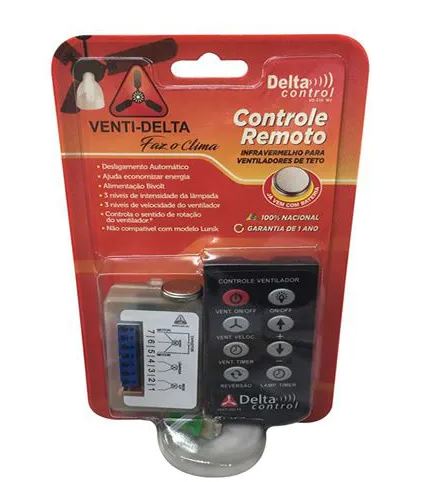 VENTI-DELTA
Faz o Clima
Delta
control
Controle
Remoto
INFRAVERMELHO PARA
VENTILADORES DE TETO
JÁ VEM COM BATERIA
100% NACIONAL
GARANTIA DE 1 ANO
• Desligamento Automático
• Ajuda economizar energia
• Alimentação Bivolt
• 3 níveis de intensidade da lâmpada
• 3 níveis de velocidade do ventilador
• Controla o sentido de rotação
do ventilador*
• Não compatível com modelo Lunik
7 6 5 4 3 2 1
CONTROLE VENTILADOR
VENT. ON/OFF
ON/OFF
VENT. VELOC.
+
VENT. TIMER
−
REVERSÃO
LAMP. TIMER
Delta
control